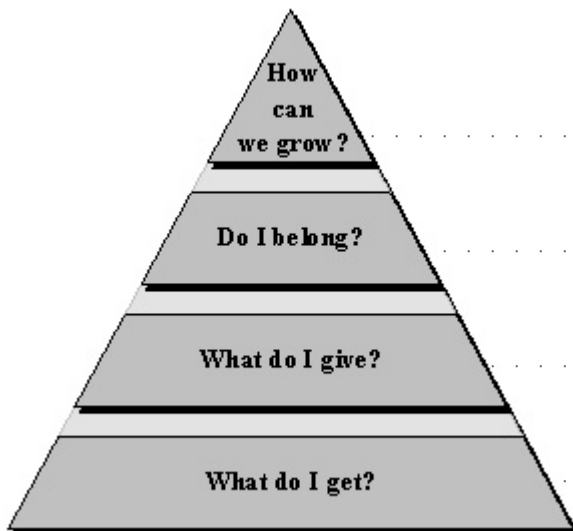 How
can
we grow?
Do I belong?
What do I give?
What do I get?